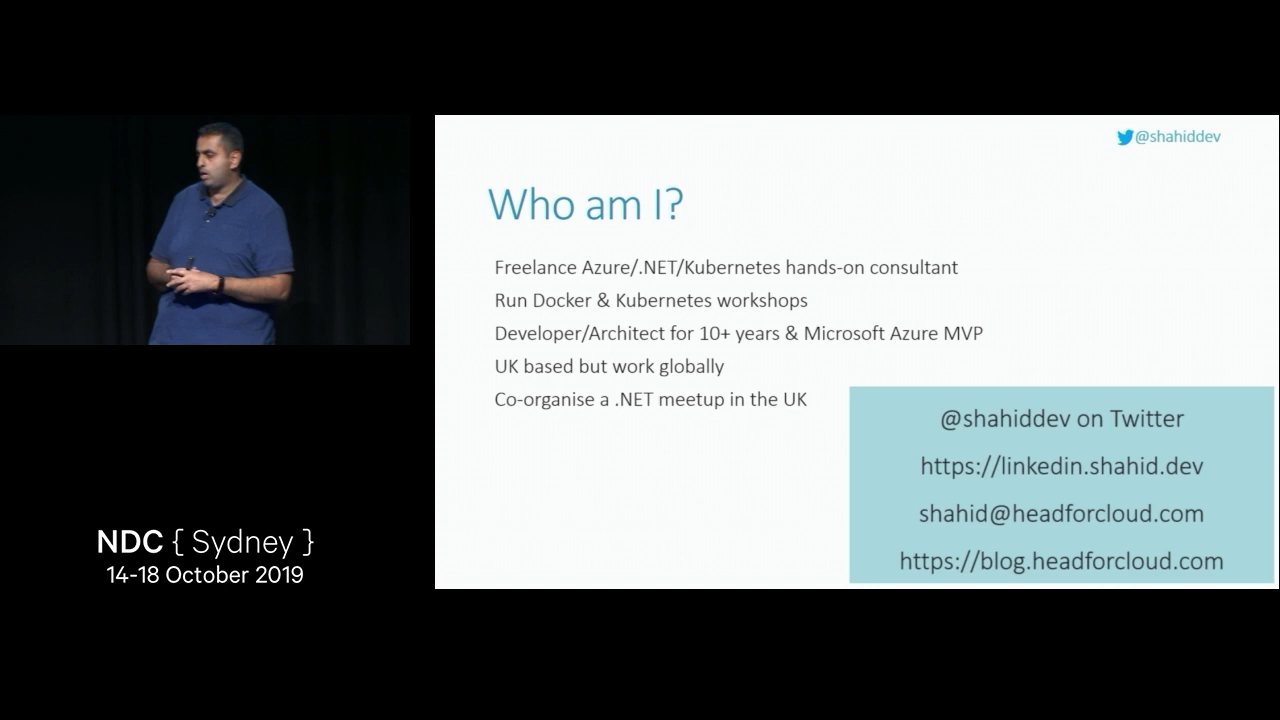 @shahiddev
Who am I?
Freelance Azure/.NET/Kubernetes hands-on consultant
Run Docker & Kubernetes workshops
Developer/Architect for 10+ years & Microsoft Azure MVP
UK based but work globally
Co-organise a .NET meetup in the UK
@shahiddev on Twitter
https://linkedin.shahid.dev
shahid@headforcloud.com
https://blog.headforcloud.com
NDC { Sydney }
14-18 October 2019